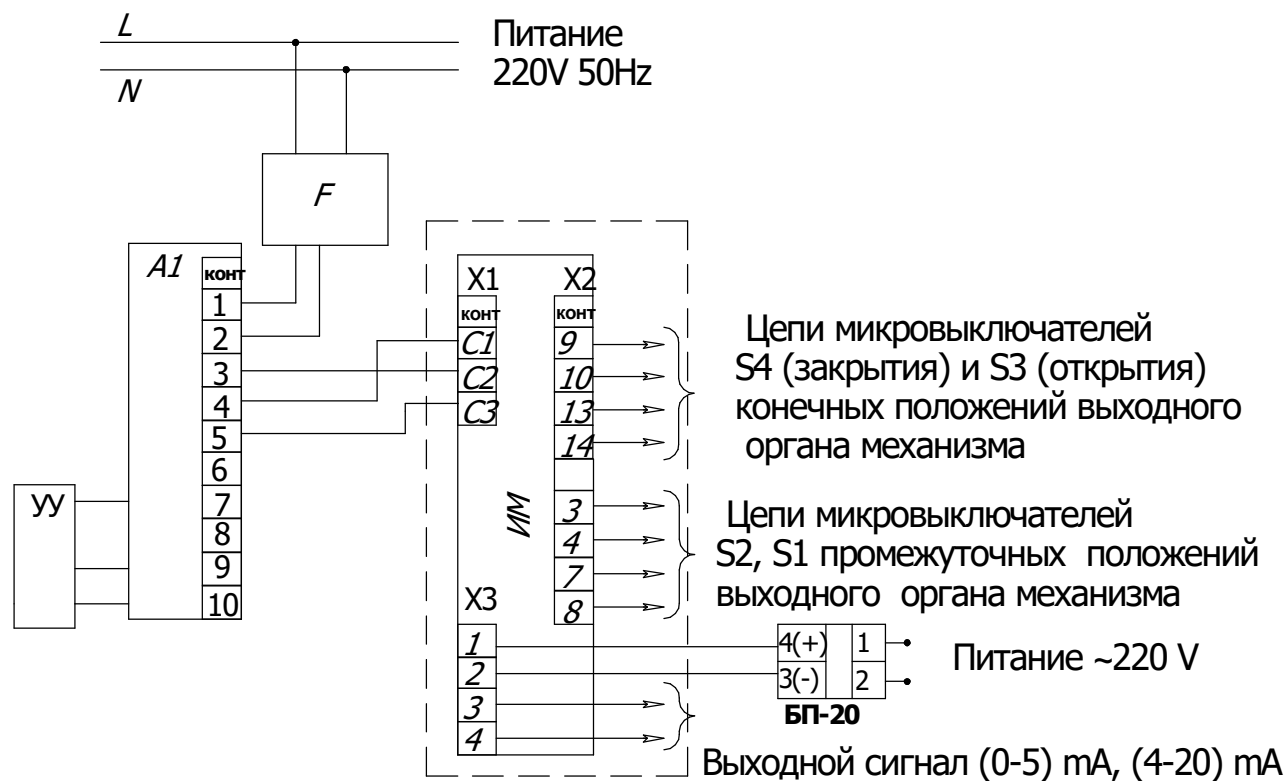 L
Питание
220V 50Hz
N
F
A1
конт
1
2
3
4
5
6
7
8
9
10
УУ
X1
конт
C1
C2
C3
X2
конт
9
10
13
14
3
4
7
8
ИМ
X3
1
2
3
4
Цепи микровыключателей
S4 (закрытия) и S3 (открытия)
конечных положений выходного
органа механизма
Цепи микровыключателей
S2, S1 промежуточных положений
выходного органа механизма
4(+) 1
3(-) 2
БП-20
Питание ~220 V
Выходной сигнал (0-5) mA, (4-20) mA